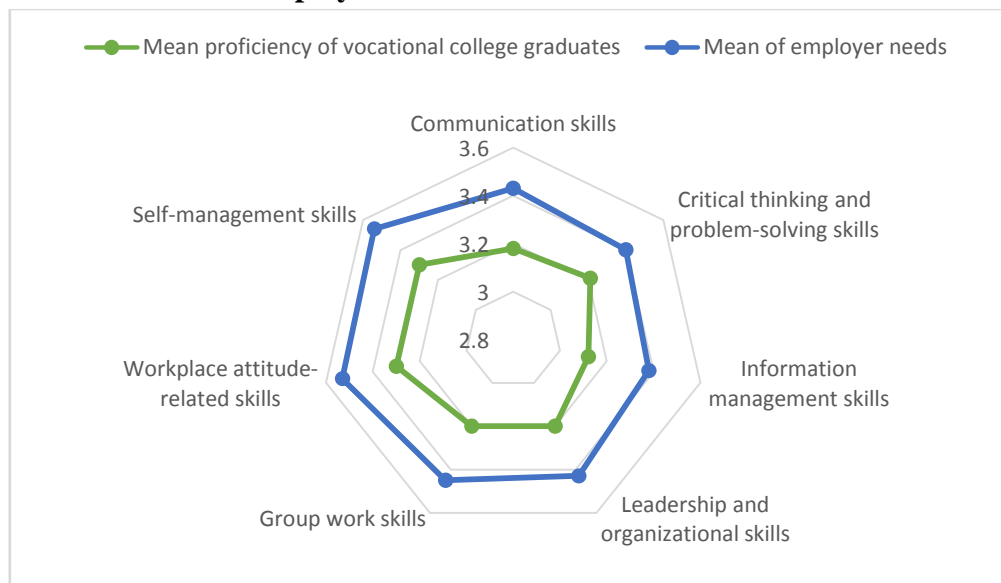 Mean proficiency of vocational college graduates
Mean of employer needs
Communication skills
3.6
3.4
3.2
3
2.8
Critical thinking and
problem-solving skills
Information
management skills
Leadership and
organizational skills
Group work skills
Workplace attitude-
related skills
Self-management skills